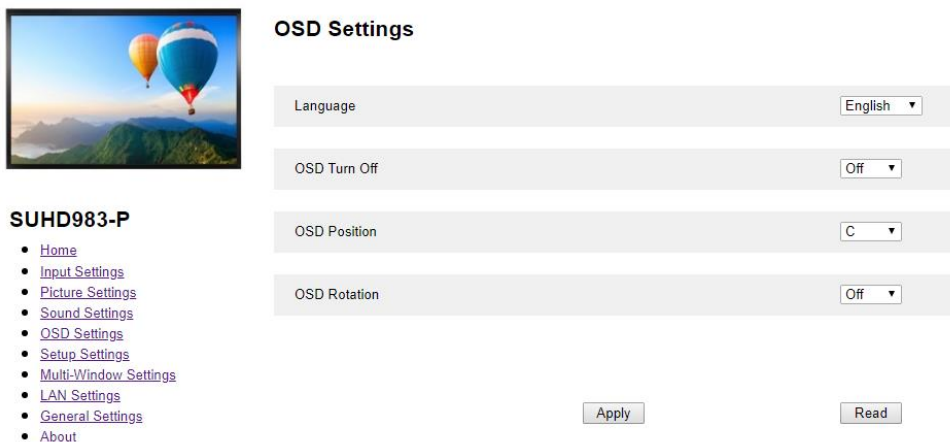 OSD Settings
Language
English
OSD Turn Off
Off
OSD Position
C
OSD Rotation
Off
Apply
Read
SUHD983-P
Home
Input Settings
Picture Settings
Sound Settings
OSD Settings
Setup Settings
Multi-Window Settings
LAN Settings
General Settings
About